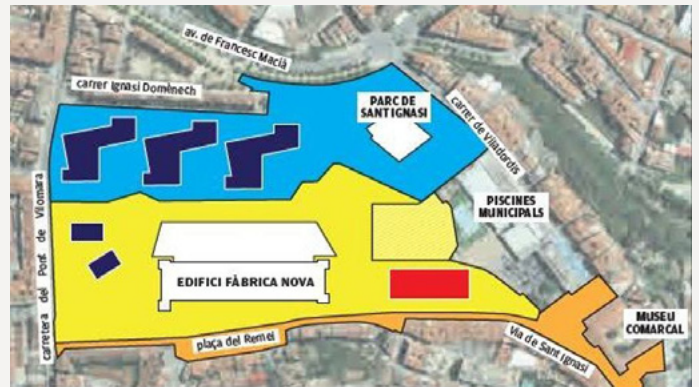 av. de Francesc Macià
carrer Ignasi Domènech
PARC DE
SANT IGNASI
carrer de Viladordis
PISCINES
MUNICIPALS
carretera del Pont de Vilomara
EDIFICI FÀBRICA NOVA
plaça del Remei
Via de Sant Ignasi
MUSEU
COMARCAL